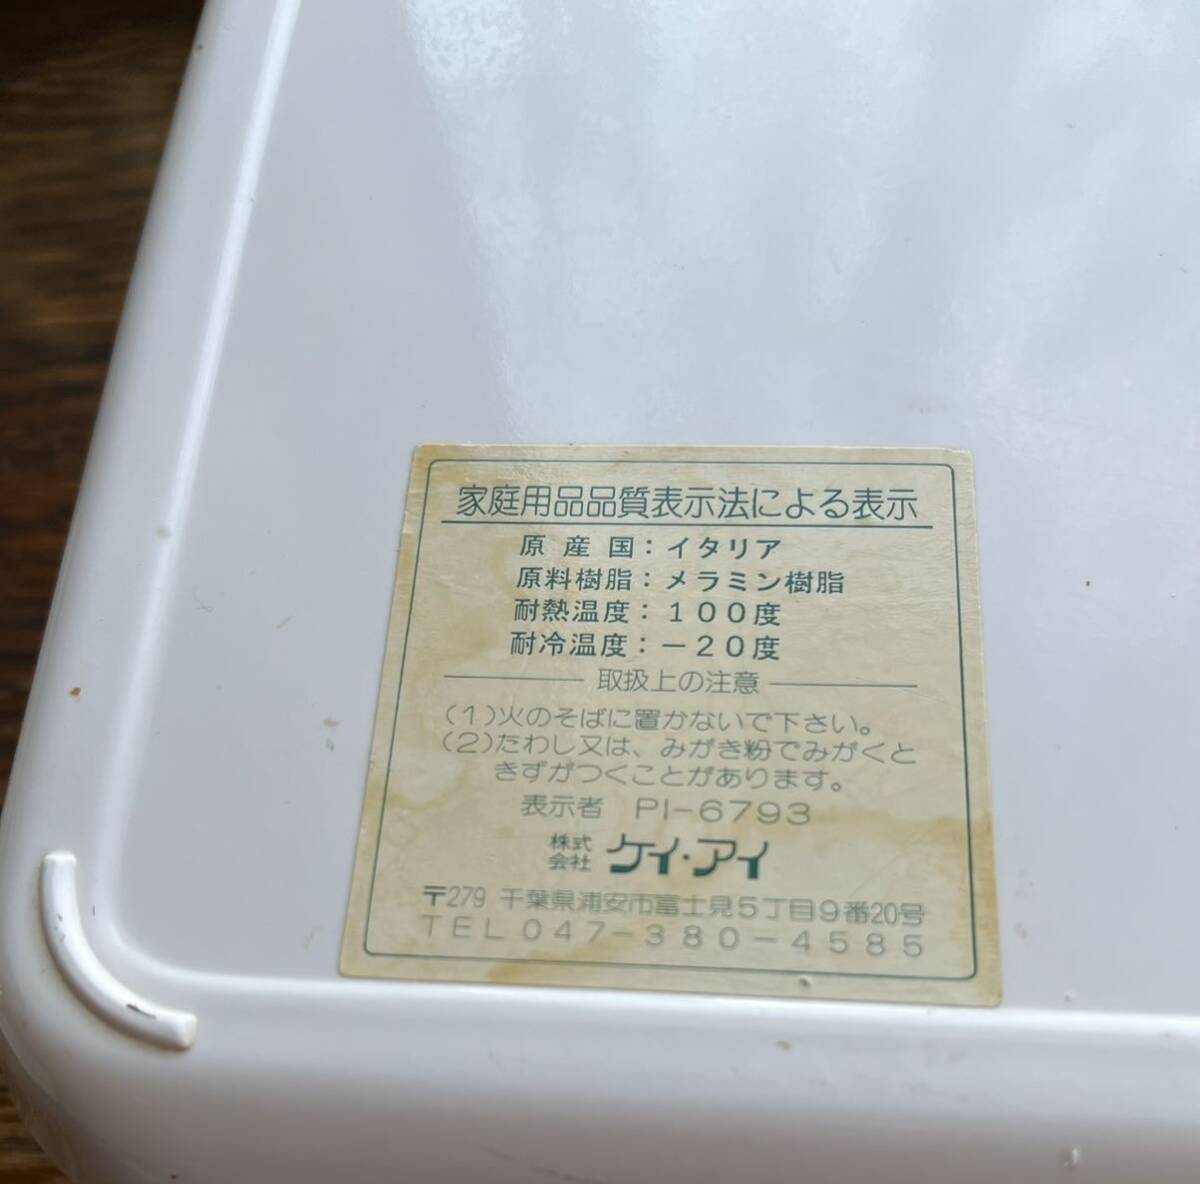 家庭用品品質表示法による表示
原産国：イタリア
原料樹脂：メラミン樹脂
耐熱温度：100度
耐冷温度：-20度
取扱上の注意
(1)火のそばに置かないで下さい。
(2)たわし又は、みがき粉でみがくと
きずがつくことがあります。
表示者 PI-6793
株式会社 ケイ・アイ
〒279 千葉県浦安市富士見5丁目9番20号
TEL 047-380-4585